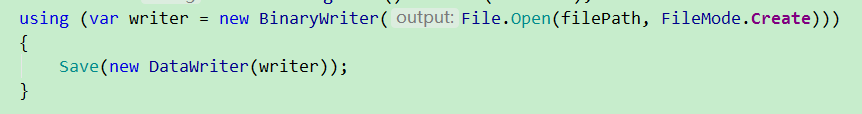 using (var writer = new BinaryWriter( output: File.Open(filePath, FileMode.Create)))
{
    Save(new DataWriter(writer));
}